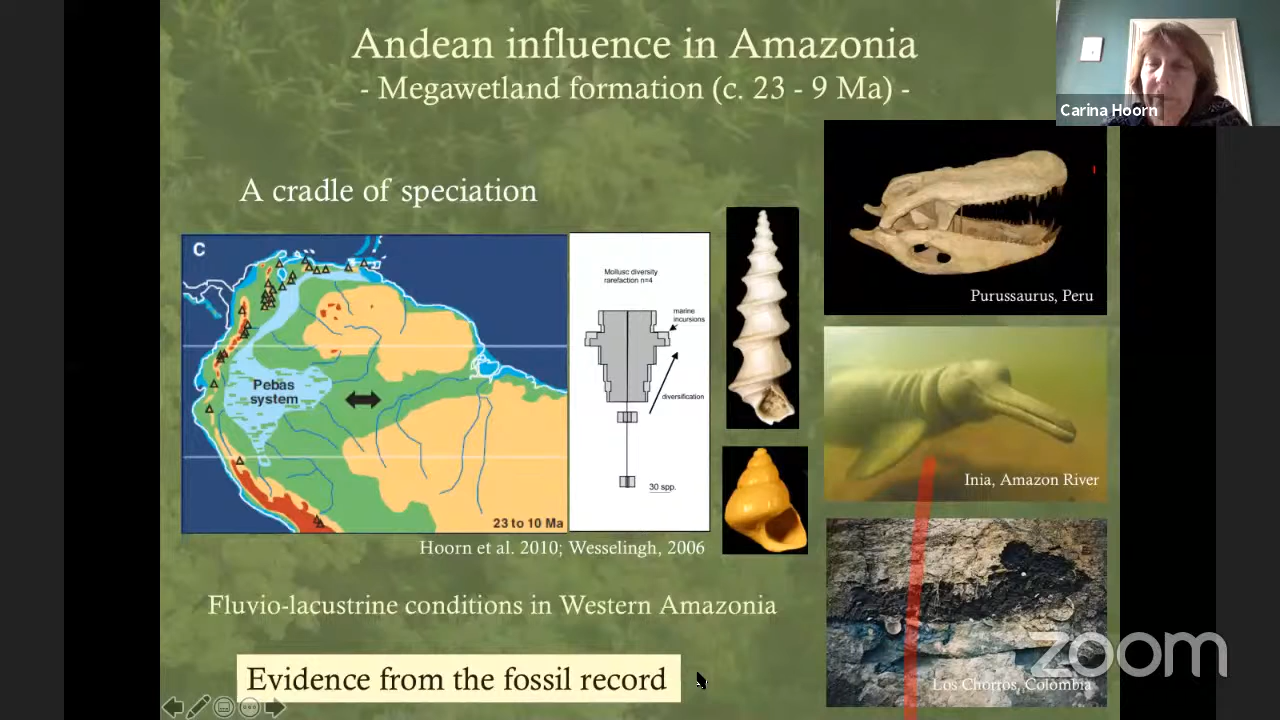 Andean influence in Amazonia
- Megawetland formation (c. 23 - 9 Ma) -
Carina Hoorn
A cradle of speciation
C
Pebas
system
23 to 10 Ma
Mollusc diversity
rarefaction n=4
marine
incursions
diversification
30 spp.
Purussaurus, Peru
Inia, Amazon River
Hoorn et al. 2010; Wesselingh, 2006
Fluvio-lacustrine conditions in Western Amazonia
Evidence from the fossil record
Los Chorros, Colombia
zoom